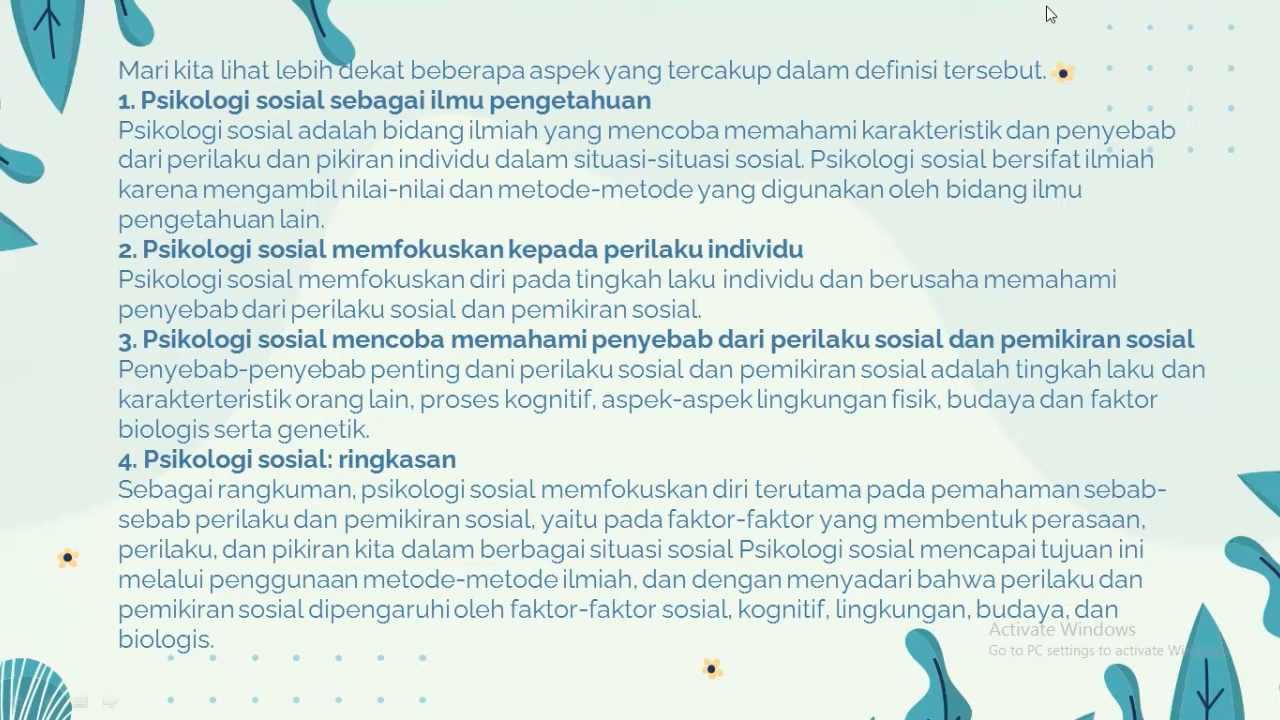 Mari kita lihat lebih dekat beberapa aspek yang tercakup dalam definisi tersebut.
1. Psikologi sosial sebagai ilmu pengetahuan
Psikologi sosial adalah bidang ilmiah yang mencoba memahami karakteristik dan penyebab
dari perilaku dan pikiran individu dalam situasi-situasi sosial. Psikologi sosial bersifat ilmiah
karena mengambil nilai-nilai dan metode-metode yang digunakan oleh bidang ilmu
pengetahuan lain.
2. Psikologi sosial memfokuskan kepada perilaku individu
Psikologi sosial memfokuskan diri pada tingkah laku individu dan berusaha memahami
penyebab dari perilaku sosial dan pemikiran sosial.
3. Psikologi sosial mencoba memahami penyebab dari perilaku sosial dan pemikiran sosial
Penyebab-penyebab penting dani perilaku sosial dan pemikiran sosial adalah tingkah laku dan
karakterteristik orang lain, proses kognitif, aspek-aspek lingkungan fisik, budaya dan faktor
biologis serta genetik.
4. Psikologi sosial: ringkasan
Sebagai rangkuman, psikologi sosial memfokuskan diri terutama pada pemahaman sebab-
sebab perilaku dan pemikiran sosial, yaitu pada faktor-faktor yang membentuk perasaan,
perilaku, dan pikiran kita dalam berbagai situasi sosial Psikologi sosial mencapai tujuan ini
melalui penggunaan metode-metode ilmiah, dan dengan menyadari bahwa perilaku dan
pemikiran sosial dipengaruhi oleh faktor-faktor sosial, kognitif, lingkungan, budaya, dan
biologis.
Activate Windows
Go to PC settings to activate Windows.